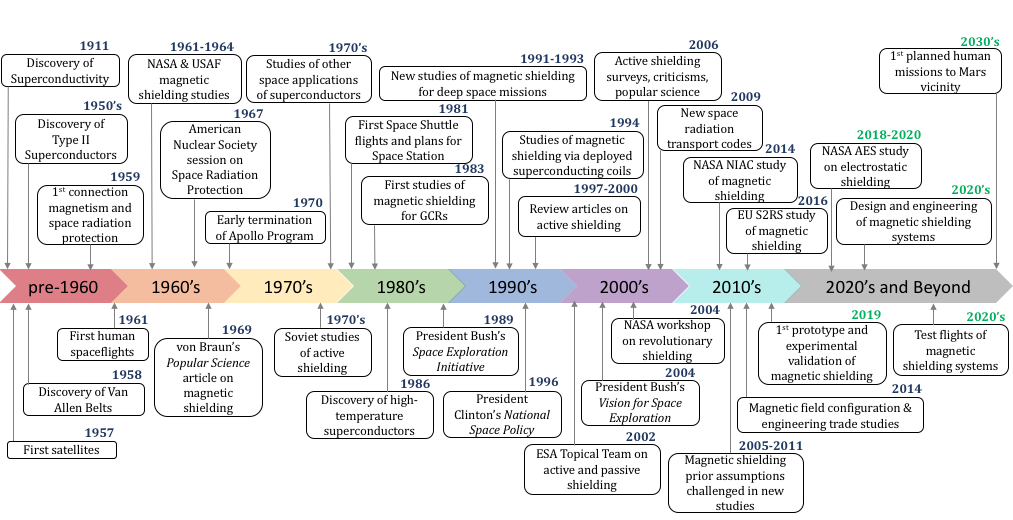 1911
Discovery of
Superconductivity
1950's
Discovery of
Type II
Superconductors
1959
1st connection
magnetism and
space radiation
protection
1961-1964
NASA & USAF
magnetic
shielding studies
1967
American
Nuclear Society
session on
Space Radiation
Protection
1970
Early termination
of Apollo Program
1970's
Studies of other
space applications
of superconductors
1991-1993
New studies of magnetic shielding
for deep space missions
1981
First Space Shuttle
flights and plans for
Space Station
1983
First studies of
magnetic shielding
for GCRs
1994
Studies of magnetic
shielding via deployed
superconducting coils
1997-2000
Review articles on
active shielding
2006
Active shielding
surveys, criticisms,
popular science
2009
New space
radiation
transport codes
2014
NASA NIAC study
of magnetic
shielding
2016
EU S2RS study
of magnetic
shielding
2018-2020
NASA AES study
on electrostatic
shielding
2020's
Design and engineering
of magnetic shielding
systems
2030's
1st planned human
missions to Mars
vicinity
pre-1960
1960's
1970's
1980's
1990's
2000's
2010's
2020's and Beyond
1961
First human
spaceflights
1958
Discovery of Van
Allen Belts
1957
First satellites
1969
von Braun's
Popular Science
article on
magnetic
shielding
1970's
Soviet studies
of active
shielding
1986
Discovery of high-
temperature
superconductors
1989
President Bush's
Space Exploration
Initiative
1996
President
Clinton's National
Space Policy
2002
ESA Topical Team on
active and passive
shielding
2004
President Bush's
Vision for Space
Exploration
2004
NASA workshop
on revolutionary
shielding
2005-2011
Magnetic shielding
prior assumptions
challenged in new
studies
2014
Magnetic field configuration &
engineering trade studies
2019
1st prototype and
experimental
validation of
magnetic shielding
2020's
Test flights of
magnetic
shielding systems